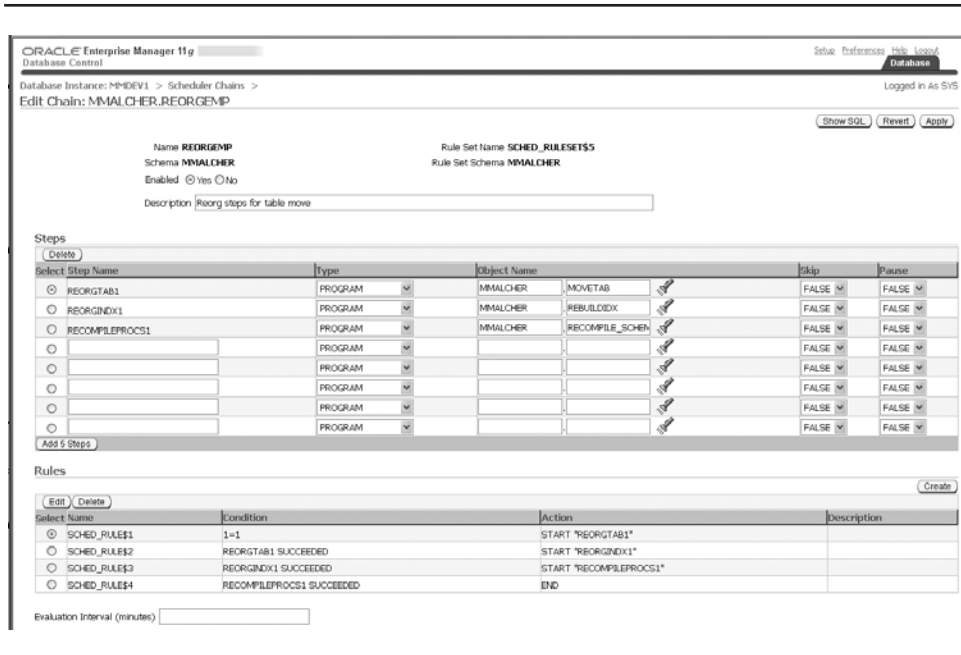 ORACLE Enterprise Manager 11g
Database Control
Setup Preferences Help Logout
Database
Database Instance: MMDEV1 > Scheduler Chains >
Logged in As SYS
Edit Chain: MMALCHER.REORGEMP
Show SQL Revert Apply
Name REORGEMP Rule Set Name SCHED_RULESET$5
Schema MMALCHER Rule Set Schema MMALCHER
Enabled Yes No
Description Reorg steps for table move
Steps
Delete
Select Step Name Type Object Name Skip Pause
REORGTAB1 PROGRAM MMALCHER . MOVETAB FALSE FALSE
REORGINDX1 PROGRAM MMALCHER . REBUILDIDX FALSE FALSE
RECOMPILEPROCS1 PROGRAM MMALCHER . RECOMPILE_SCHEM FALSE FALSE
PROGRAM . FALSE FALSE
PROGRAM . FALSE FALSE
PROGRAM . FALSE FALSE
PROGRAM . FALSE FALSE
PROGRAM . FALSE FALSE
Add 5 Steps
Rules
Create
Edit Delete
Select Name Condition Action Description
SCHED_RULE$1 1=1 START "REORGTAB1"
SCHED_RULE$2 REORGTAB1 SUCCEEDED START "REORGINDX1"
SCHED_RULE$3 REORGINDX1 SUCCEEDED START "RECOMPILEPROCS1"
SCHED_RULE$4 RECOMPILEPROCS1 SUCCEEDED END
Evaluation Interval (minutes)